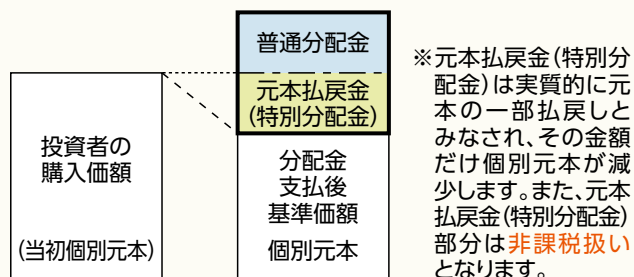 普通分配金
元本払戻金
(特別分配金)
投資者の
購入価額
(当初個別元本)
分配金
支払後
基準価額
個別元本
※元本払戻金(特別分
配金)は実質的に元
本の一部払戻しと
みなされ、その金額
だけ個別元本が減
少します。また、元本
払戻金(特別分配金)
部分は非課税扱い
となります。